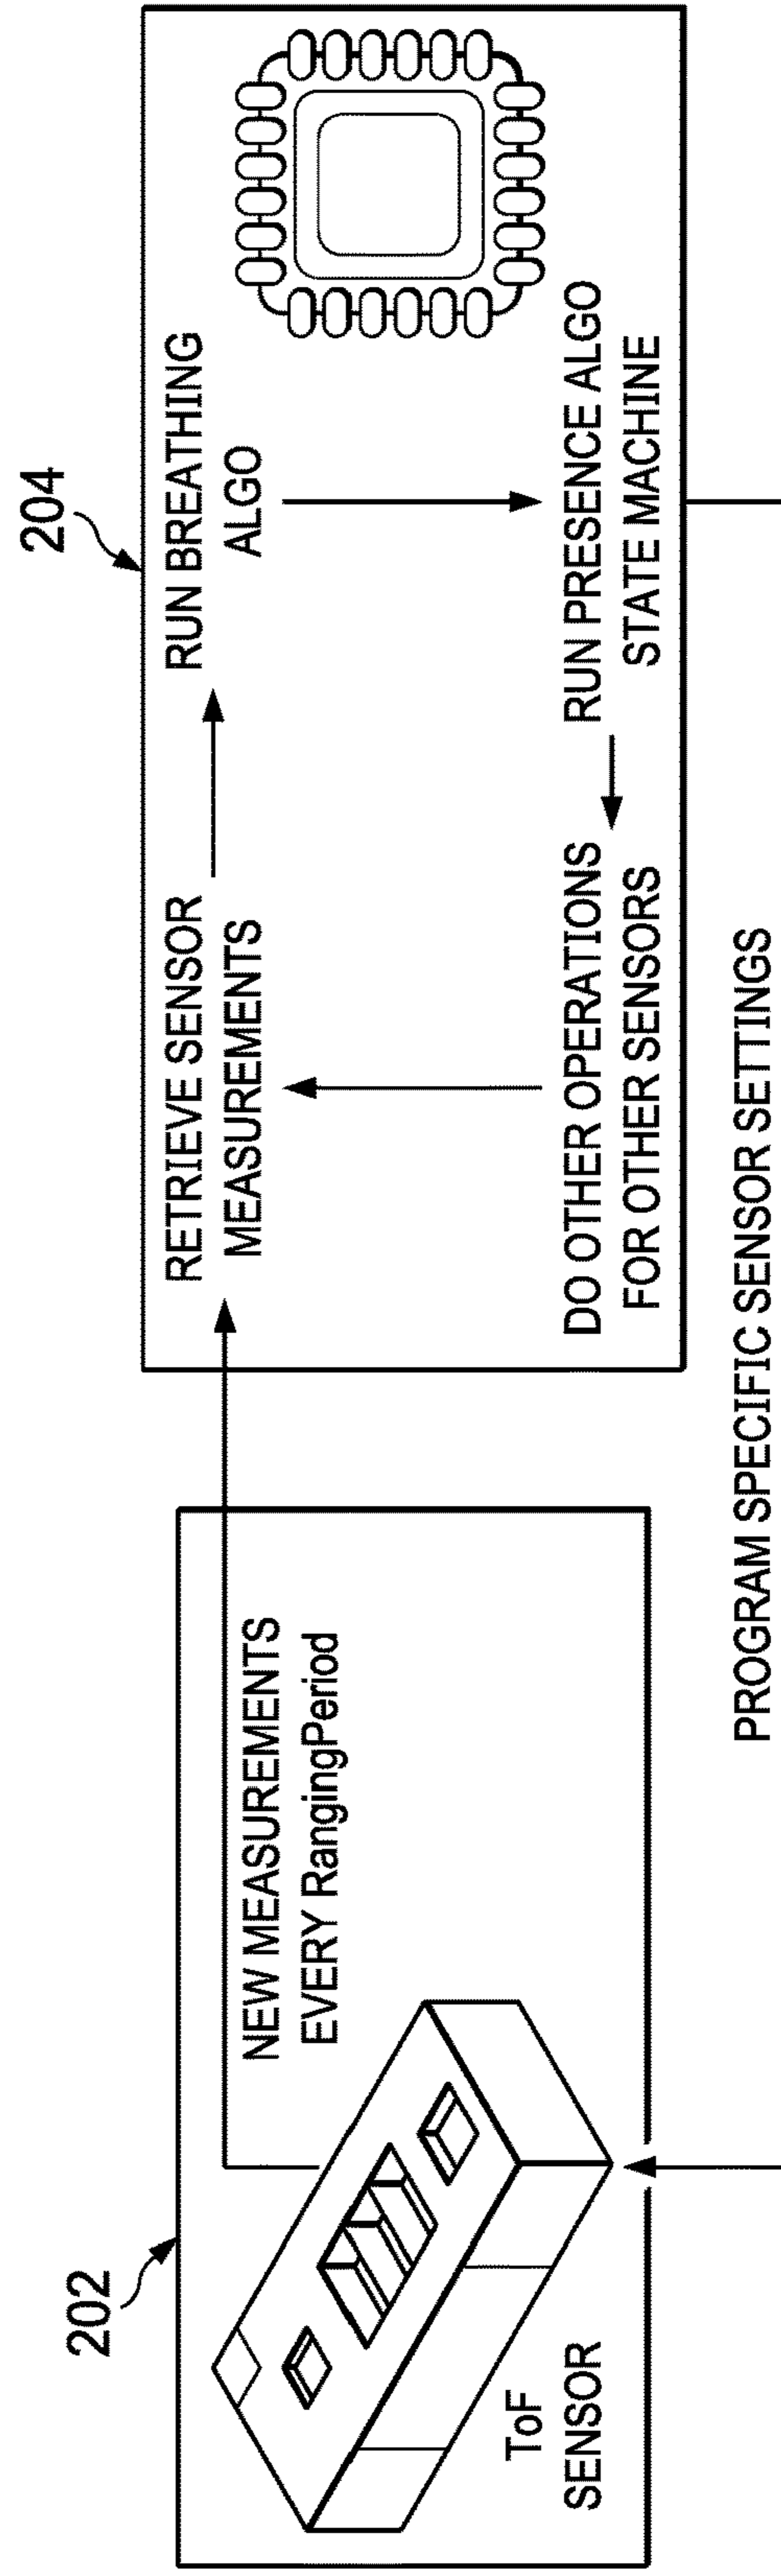 202
ToF
SENSOR
NEW MEASUREMENTS
EVERY RangingPeriod
204
RETRIEVE SENSOR
MEASUREMENTS
RUN BREATHING
ALGO
RUN PRESENCE ALGO
STATE MACHINE
DO OTHER OPERATIONS
FOR OTHER SENSORS
PROGRAM SPECIFIC SENSOR SETTINGS